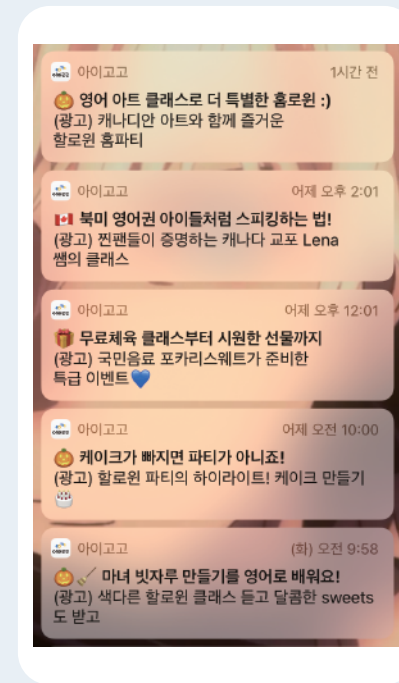 아이고고
1시간 전
🎃 영어 아트 클래스로 더 특별한 홈로윈 :)
(광고) 캐나디안 아트와 함께 즐거운
할로윈 홈파티
아이고고
어제 오후 2:01
🇨🇦 북미 영어권 아이들처럼 스피킹하는 법!
(광고) 찐팬들이 증명하는 캐나다 교포 Lena
쌤의 클래스
아이고고
어제 오후 12:01
🎁 무료체육 클래스부터 시원한 선물까지
(광고) 국민음료 포카리스웨트가 준비한
특급 이벤트💙
아이고고
어제 오전 10:00
🎃 케이크가 빠지면 파티가 아니죠!
(광고) 할로윈 파티의 하이라이트! 케이크 만들기
🎂
아이고고
(화) 오전 9:58
🎃🧹 마녀 빗자루 만들기를 영어로 배워요!
(광고) 색다른 할로윈 클래스 듣고 달콤한 sweets
도 받고